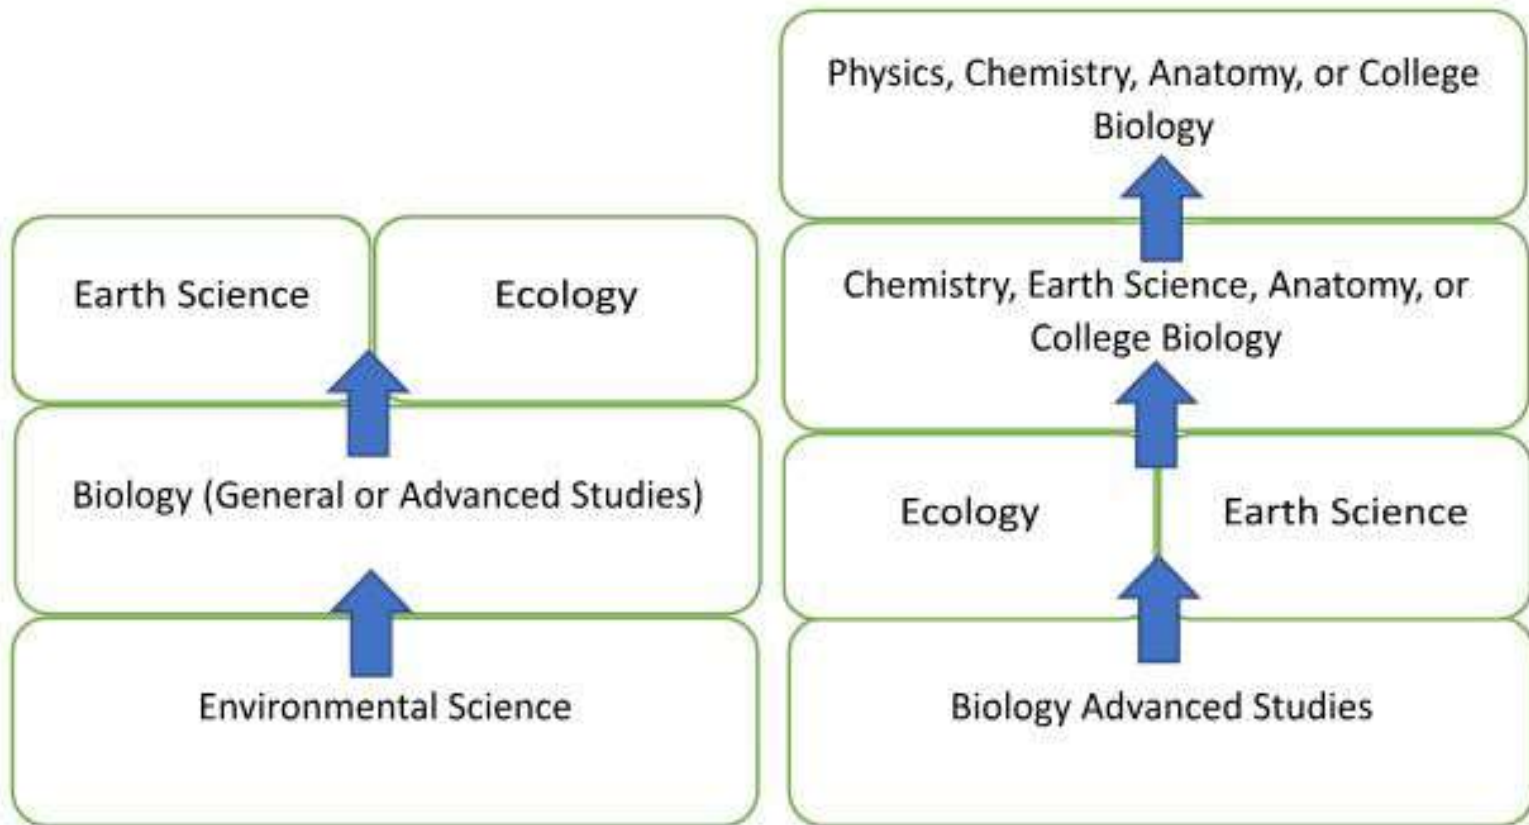 Earth Science
Ecology
Biology (General or Advanced Studies)
Environmental Science
Physics, Chemistry, Anatomy, or College
Biology
Chemistry, Earth Science, Anatomy, or
College Biology
Ecology
Earth Science
Biology Advanced Studies